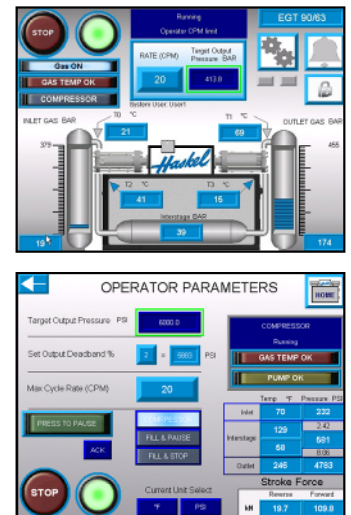 Running
Operator CPM limit
EGT 90/63
STOP
RATE (CPM)
Target Output
Pressure BAR
20
413.0
Gas ON
GAS TEMP OK
COMPRESSOR
System User: User1
INLET GAS BAR
T0 °C
T1 °C
OUTLET GAS BAR
21
69
379
455
Haskel
T2 °C
T3 °C
41
15
Interstage BAR
39
19
174
OPERATOR PARAMETERS
HOME
Target Output Pressure PSI
6000.0
COMPRESSOR
Running
Set Output Deadband %
2 = 5883 PSI
GAS TEMP OK
PUMP OK
Max Cycle Rate (CPM)
20
Temp °F Pressure PSI
Inlet 70 232
PRESS TO PAUSE
COMPRESSOR
FILL & PAUSE
FILL & STOP
ACK
Interstage
129
2.42
681
68
8.06
Outlet 246 4783
Stroke Force
Reverse Forward
STOP
Current Unit Select
°F PSI
kN 19.7 109.8